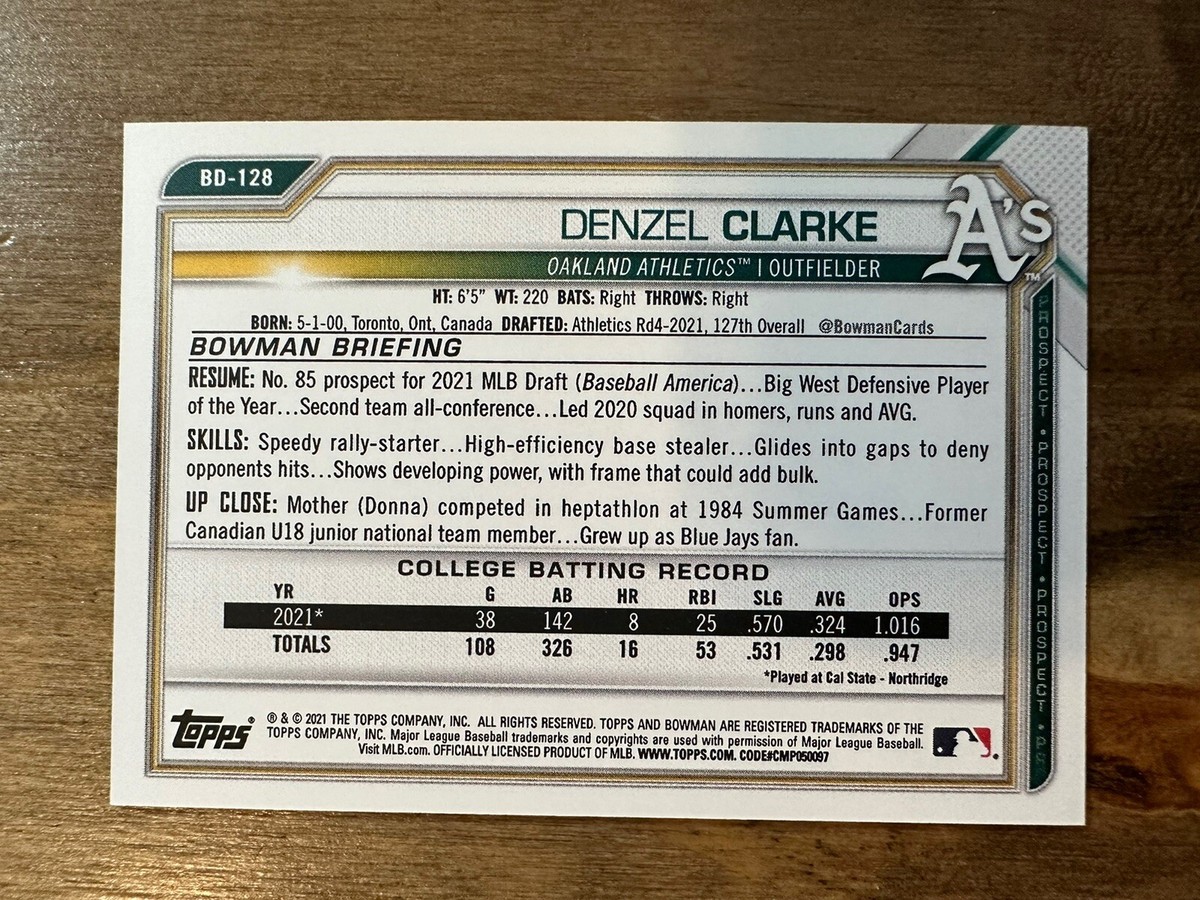 BD-128
DENZEL CLARKE
A's™
OAKLAND ATHLETICS™ | OUTFIELDER
HT: 6'5" WT: 220 BATS: Right THROWS: Right
BORN: 5-1-00, Toronto, Ont, Canada DRAFTED: Athletics Rd4-2021, 127th Overall @BowmanCards
BOWMAN BRIEFING
RESUME: No. 85 prospect for 2021 MLB Draft (Baseball America)...Big West Defensive Player
of the Year...Second team all-conference...Led 2020 squad in homers, runs and AVG.
SKILLS: Speedy rally-starter...High-efficiency base stealer...Glides into gaps to deny
opponents hits...Shows developing power, with frame that could add bulk.
UP CLOSE: Mother (Donna) competed in heptathlon at 1984 Summer Games...Former
Canadian U18 junior national team member...Grew up as Blue Jays fan.
COLLEGE BATTING RECORD
YR G AB HR RBI SLG AVG OPS
2021* 38 142 8 25 .570 .324 1.016
TOTALS 108 326 16 53 .531 .298 .947
*Played at Cal State - Northridge
topps®
® & © 2021 THE TOPPS COMPANY, INC. ALL RIGHTS RESERVED. TOPPS AND BOWMAN ARE REGISTERED TRADEMARKS OF THE
TOPPS COMPANY, INC. Major League Baseball trademarks and copyrights are used with permission of Major League Baseball.
Visit MLB.com. OFFICIALLY LICENSED PRODUCT OF MLB. WWW.TOPPS.COM. CODE#CMP050097
PROSPECT • PROSPECT • PROSPECT • PR